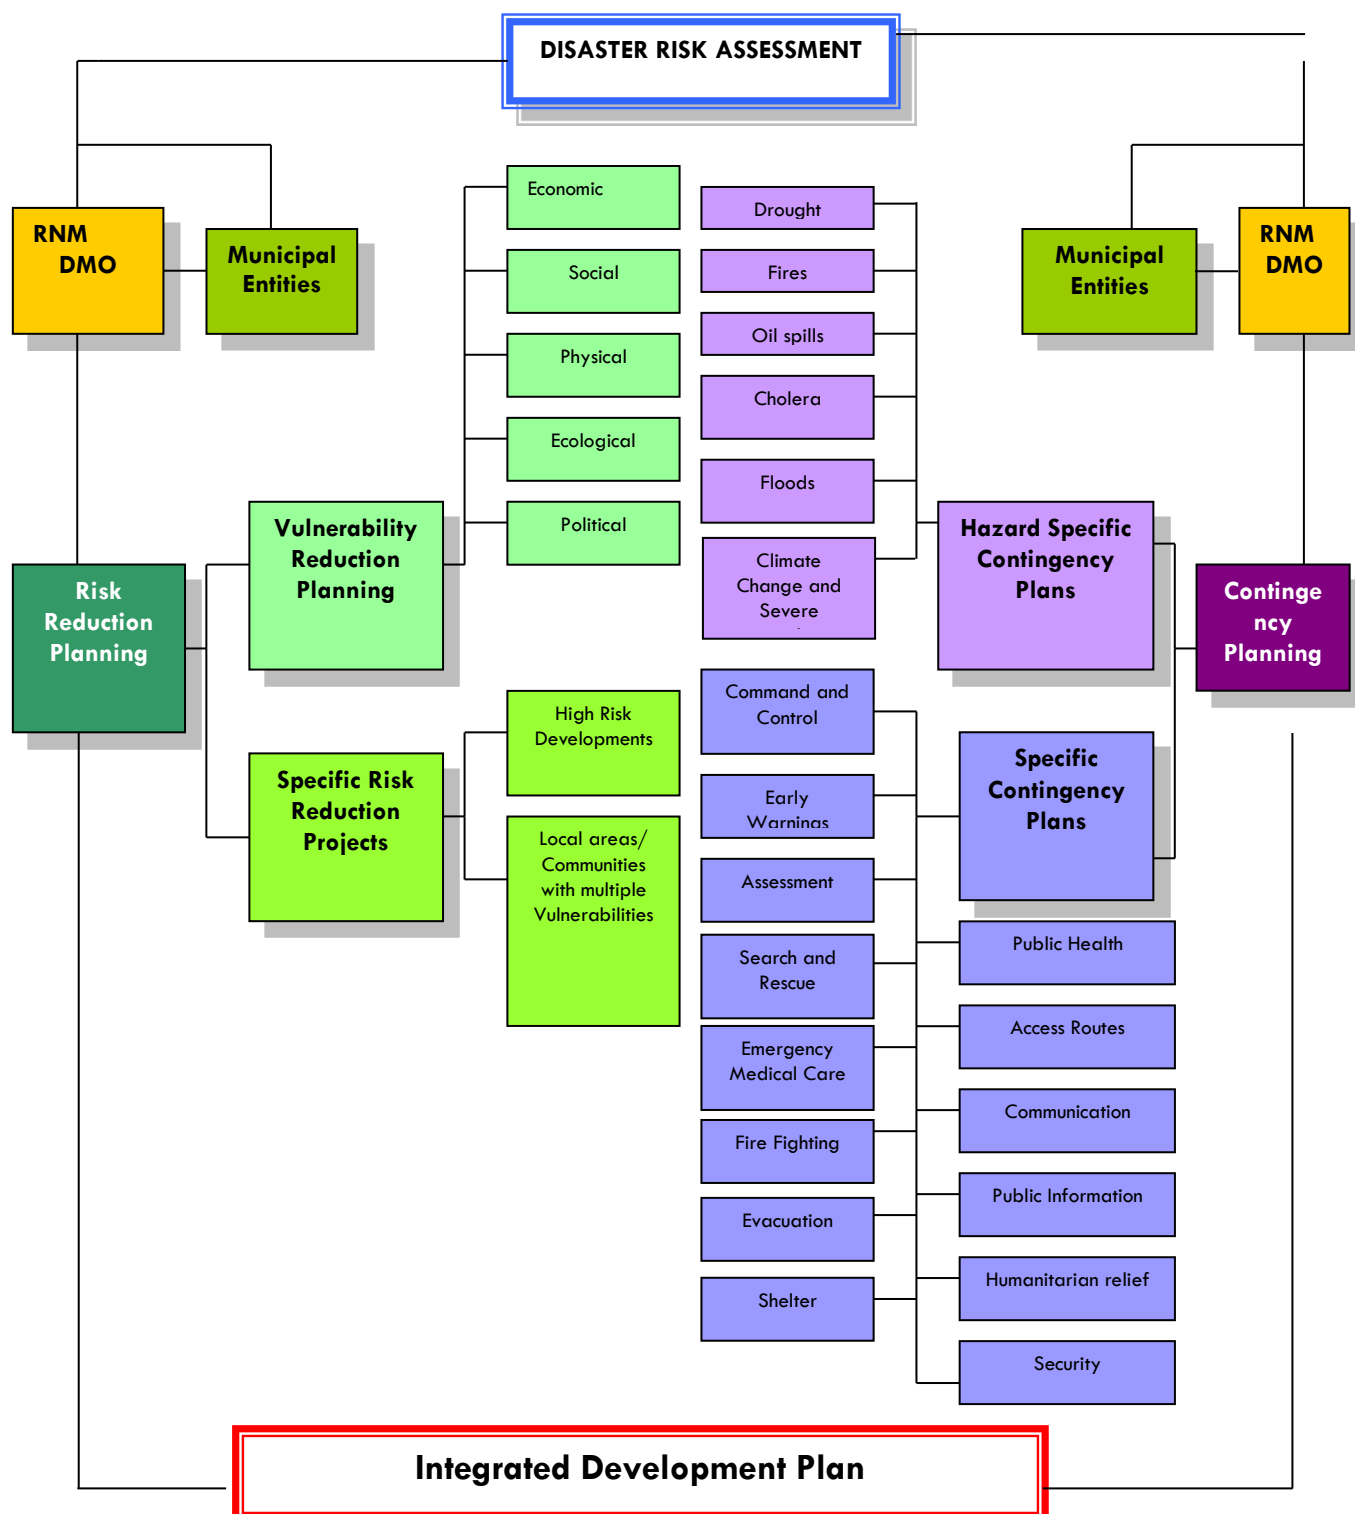 DISASTER RISK ASSESSMENT
RNM
DMO
Municipal
Entities
Economic
Social
Physical
Ecological
Political
Drought
Fires
Oil spills
Cholera
Floods
Climate
Change and
Severe
Municipal
Entities
RNM
DMO
Risk
Reduction
Planning
Vulnerability
Reduction
Planning
Hazard Specific
Contingency
Plans
Continge
ncy
Planning
Specific Risk
Reduction
Projects
High Risk
Developments
Local areas/
Communities
with multiple
Vulnerabilities
Command and
Control
Early
Warnings
Assessment
Search and
Rescue
Emergency
Medical Care
Fire Fighting
Evacuation
Shelter
Specific
Contingency
Plans
Public Health
Access Routes
Communication
Public Information
Humanitarian relief
Security
Integrated Development Plan